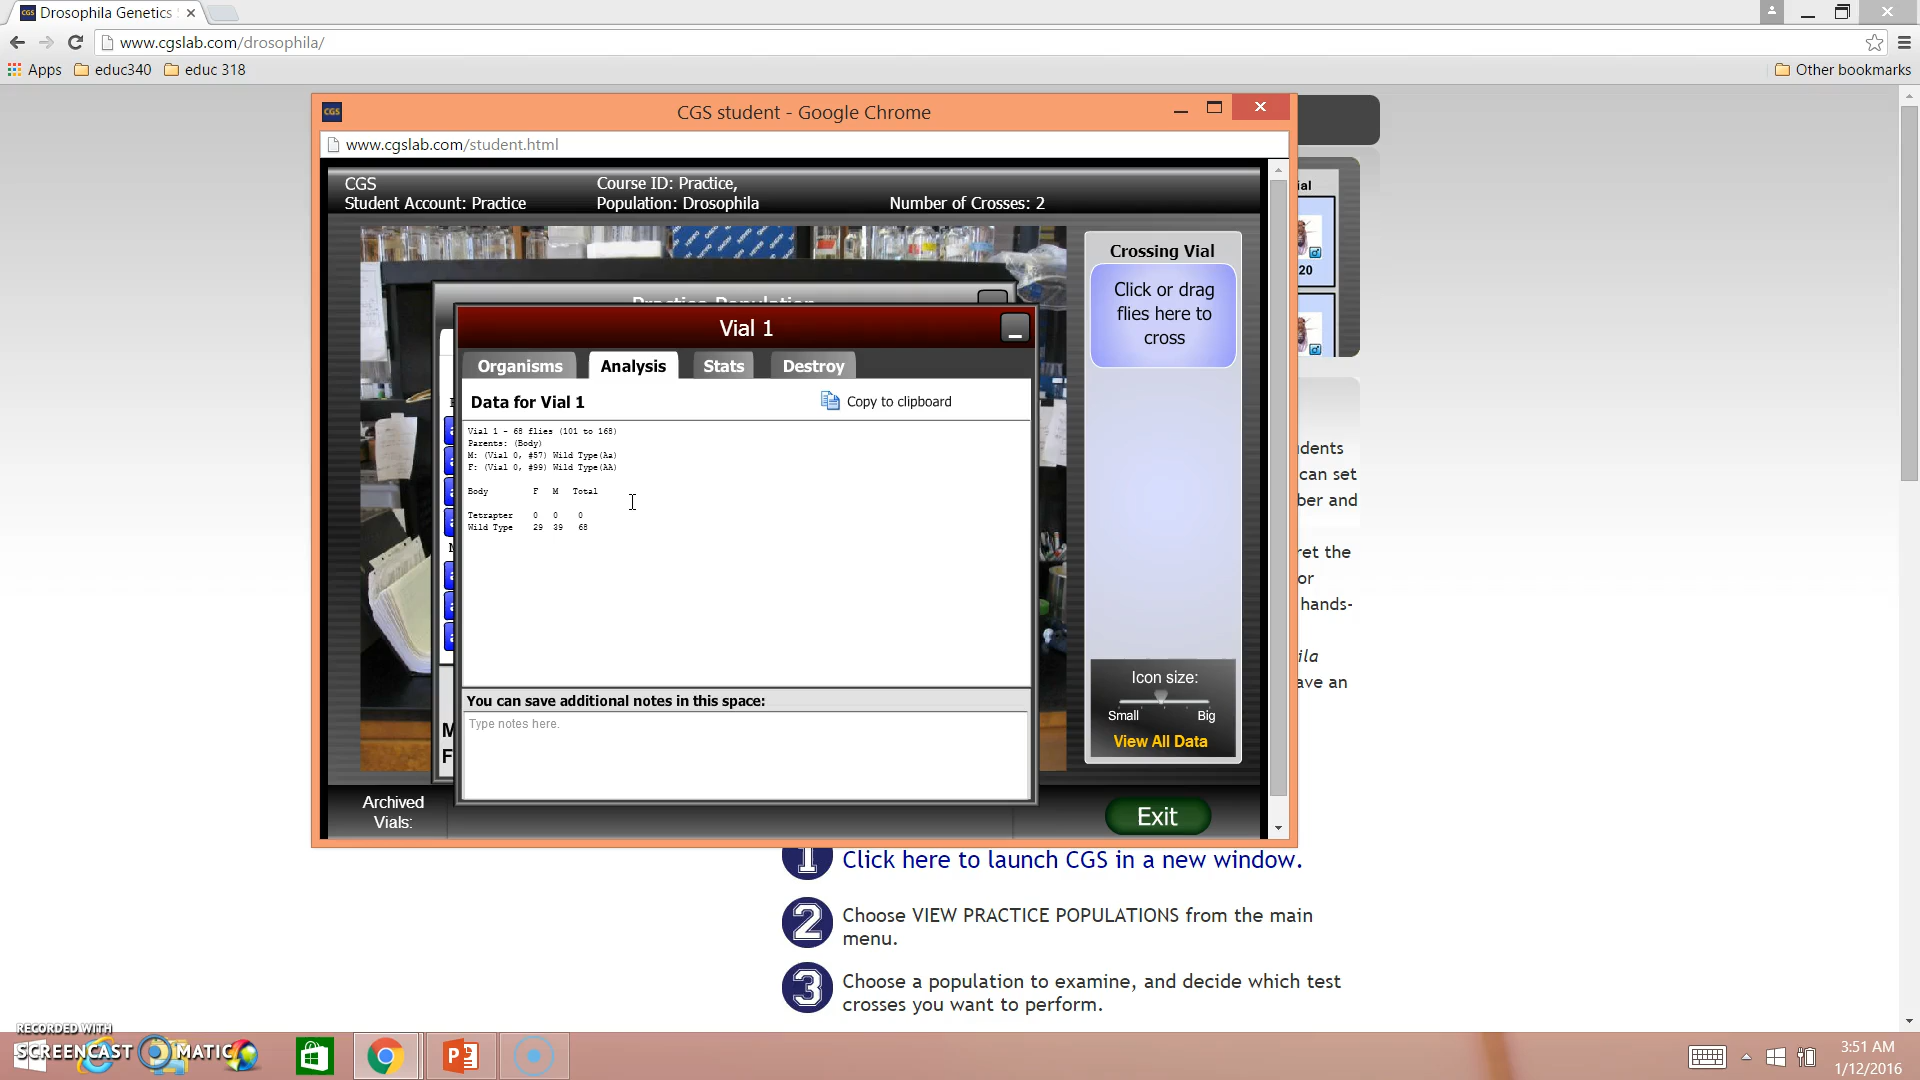 Drosophila Genetics
www.cgslab.com/drosophila/
Apps educ340 educ 318 Other bookmarks
CGS student - Google Chrome
www.cgslab.com/student.html
CGS
Student Account: Practice
Course ID: Practice,
Population: Drosophila
Number of Crosses: 2
ial
20
Practice Population
Vial 1
Organisms Analysis Stats Destroy
Data for Vial 1
Copy to clipboard
Vial 1 - 68 flies (101 to 168)
Parents: (Body)
M: (Vial 0, #57) Wild Type(Aa)
F: (Vial 0, #99) Wild Type(AA)
Body F M Total
Tetrapter 0 0 0
Wild Type 29 39 68
You can save additional notes in this space:
Type notes here.
M
F
Crossing Vial
Click or drag
flies here to
cross
Icon size:
Small Big
View All Data
Archived
Vials:
Exit
dents
can set
ber and
ret the
or
hands-
ila
ave an
1 Click here to launch CGS in a new window.
2 Choose VIEW PRACTICE POPULATIONS from the main
menu.
3 Choose a population to examine, and decide which test
crosses you want to perform.
RECORDED WITH
SCREENCAST MATIC
3:51 AM
1/12/2016